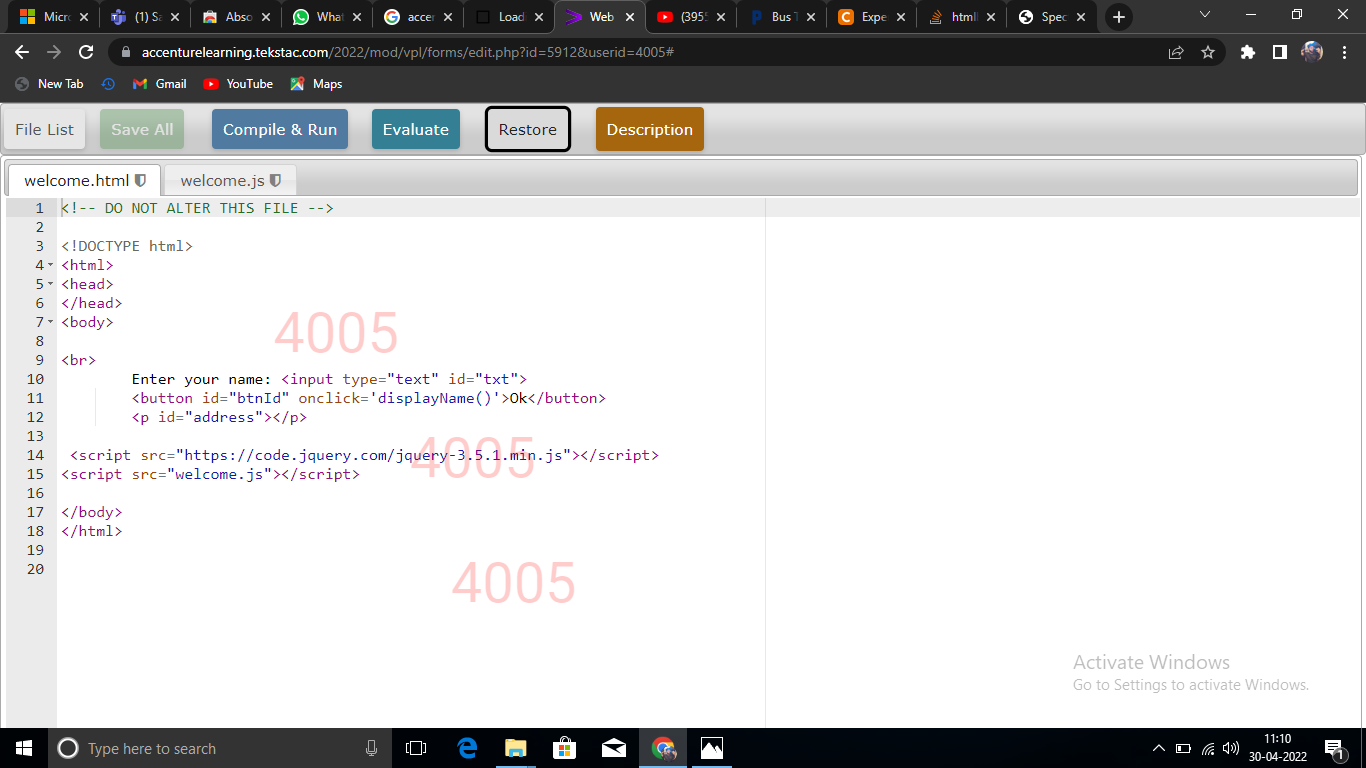 Micro
(1) Sa
Abso
What
accen
Load
Web
(3955
Bus T
Expe
htmll
Spec
accenturelearning.tekstac.com/2022/mod/vpl/forms/edit.php?id=5912&userid=4005#
New Tab
Gmail
YouTube
Maps
File List
Save All
Compile & Run
Evaluate
Restore
Description
welcome.html
welcome.js
1 <!-- DO NOT ALTER THIS FILE -->
2
3 <!DOCTYPE html>
4 <html>
5 <head>
6 </head>
7 <body>
4005
8
9 <br>
10 Enter your name: <input type="text" id="txt">
11 <button id="btnId" onclick='displayName()'>Ok</button>
12 <p id="address"></p>
13
14 <script src="https://code.jquery.com/jquery-3.5.1.min.js"></script>
4005
15 <script src="welcome.js"></script>
16
17 </body>
18 </html>
19
20
4005
Activate Windows
Go to Settings to activate Windows.
Type here to search
11:10
30-04-2022
1